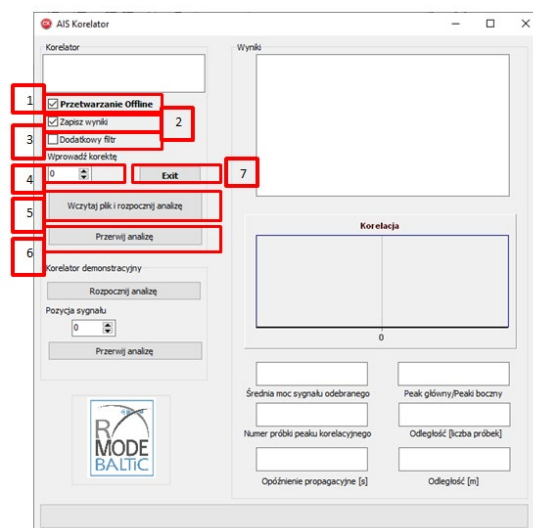 AIS Korelator
Korelator
Wyniki
1
Przetwarzanie Offline
Zapisz wyniki
2
3
Dodatkowy filtr
Wprowadź korektę
4
0
Exit
7
5
Wczytaj plik i rozpocznij analizę
6
Przerwij analizę
Korelator demonstracyjny
Rozpocznij analizę
Pozycja sygnału
0
Przerwij analizę
R
MODE
BALTIC
Korelacja
0
Średnia moc sygnału odebranego
Peak główny/Peaki boczny
Numer próbki peaku korelacyjnego
Odległość [liczba próbek]
Opóźnienie propagacyjne [s]
Odległość [m]